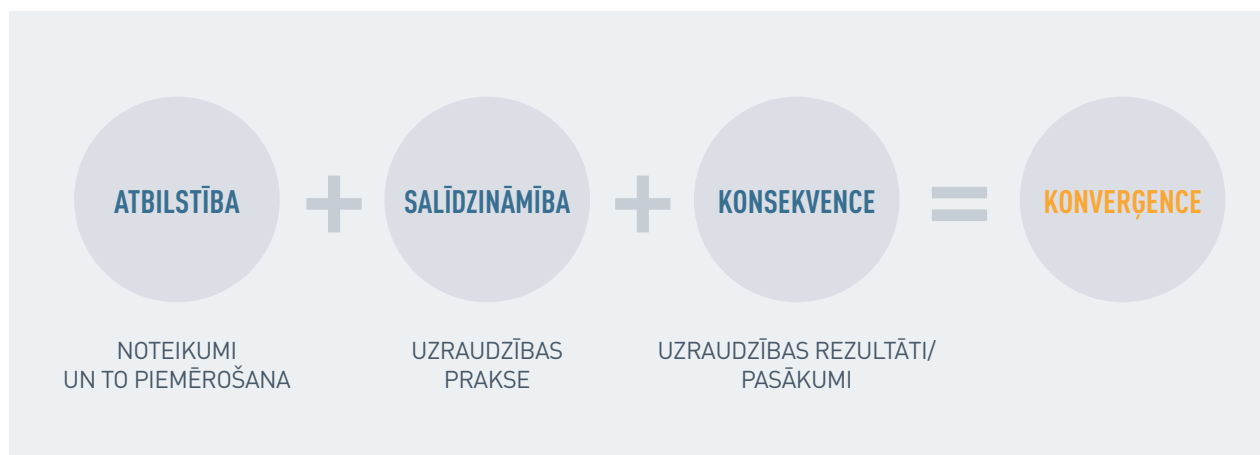 ATBILSTĪBA + SALĪDZINĀMĪBA + KONSEKVENCE = KONVERĢENCE
NOTEIKUMI
UN TO PIEMĒROŠANA
UZRAUDZĪBAS
PRAKSE
UZRAUDZĪBAS REZULTĀTI/
PASĀKUMI